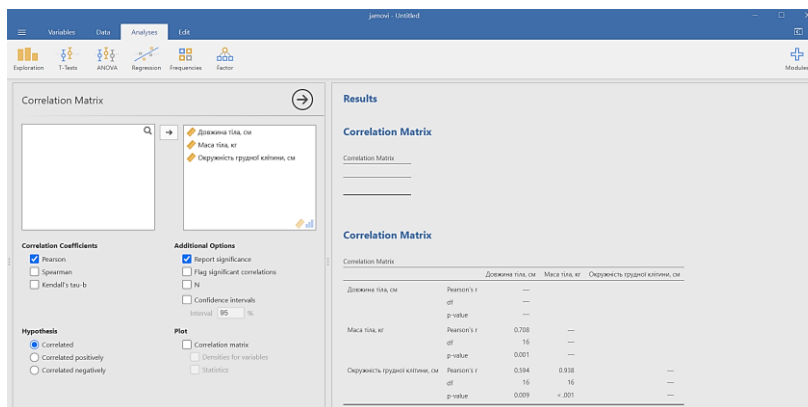 jamovi - Untitled
Variables Data Analyses Edit
Exploration T-Tests ANOVA Regression Frequencies Factor Modules
Correlation Matrix
Довжина тіла, см
Маса тіла, кг
Окружність грудної клітини, см
Correlation Coefficients
Pearson
Spearman
Kendall's tau-b
Additional Options
Report significance
Flag significant correlations
N
Confidence intervals
Interval 95 %
Hypothesis
Correlated
Correlated positively
Correlated negatively
Plot
Correlation matrix
Densities for variables
Statistics
Results
Correlation Matrix
Correlation Matrix
Correlation Matrix
Correlation Matrix
Довжина тіла, см Маса тіла, кг Окружність грудної клітини, см
Довжина тіла, см Pearson's r —
df —
p-value —
Маса тіла, кг Pearson's r 0.708 —
df 16 —
p-value 0.001 —
Окружність грудної клітини, см Pearson's r 0.594 0.938 —
df 16 16 —
p-value 0.009 < .001 —